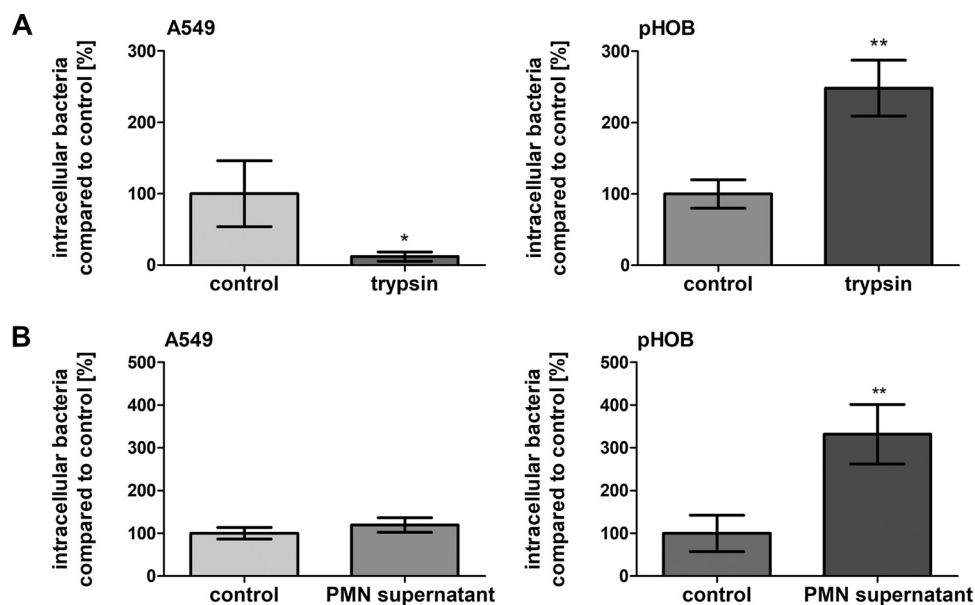 A
A549
intracellular bacteria
compared to control [%]
300
200
100
0
*
control
trypsin
pHOB
intracellular bacteria
compared to control [%]
300
200
100
0
**
control
trypsin
B
A549
intracellular bacteria
compared to control [%]
500
400
300
200
100
0
control
PMN supernatant
pHOB
intracellular bacteria
compared to control [%]
500
400
300
200
100
0
**
control
PMN supernatant